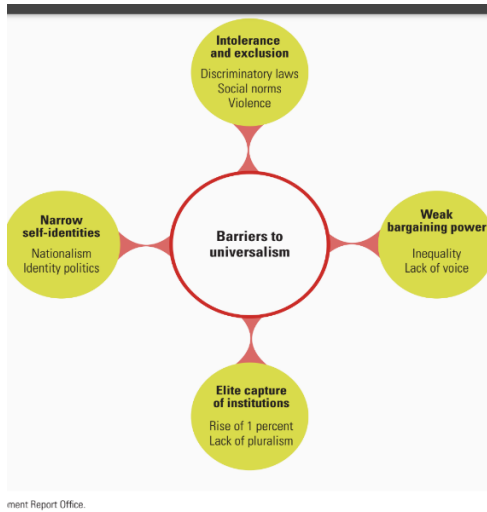 Intolerance
and exclusion
Discriminatory laws
Social norms
Violence
Narrow
self-identities
Nationalism
Identity politics
Barriers to
universalism
Weak
bargaining power
Inequality
Lack of voice
Elite capture
of institutions
Rise of 1 percent
Lack of pluralism
ment Report Office.